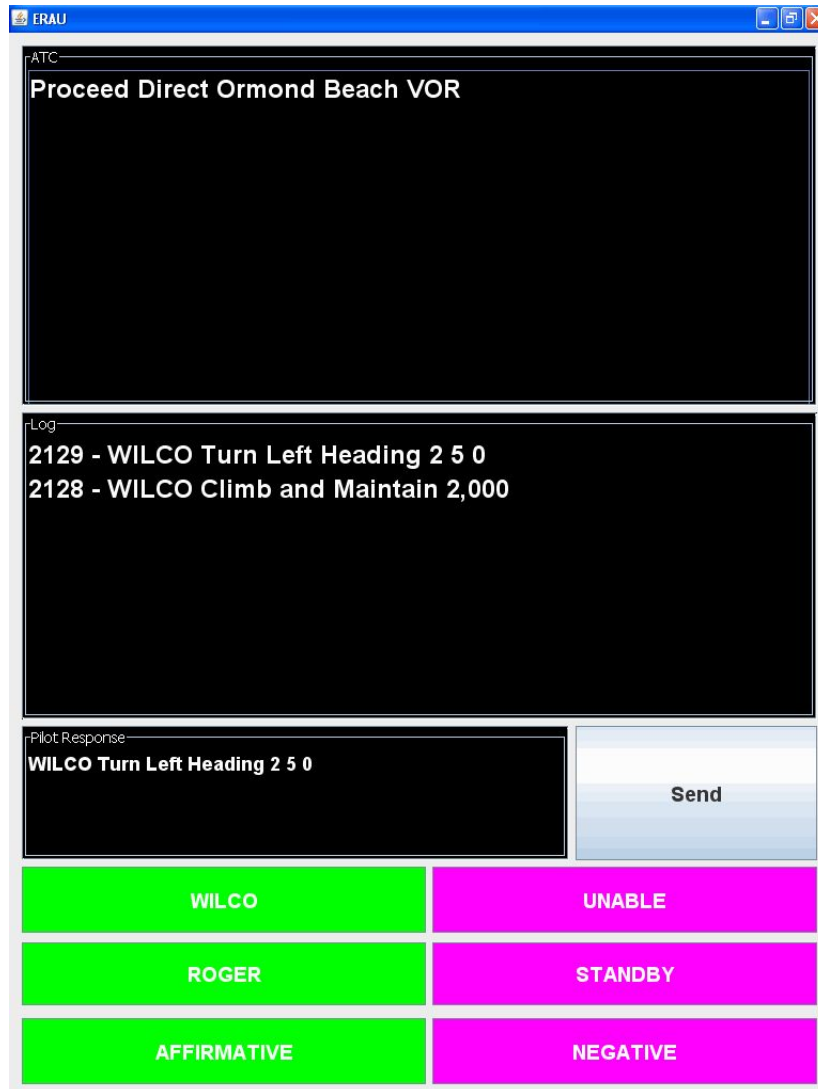 ERAU
ATC
Proceed Direct Ormond Beach VOR
Log
2129 - WILCO Turn Left Heading 2 5 0
2128 - WILCO Climb and Maintain 2,000
Pilot Response
WILCO Turn Left Heading 2 5 0
Send
WILCO
UNABLE
ROGER
STANDBY
AFFIRMATIVE
NEGATIVE